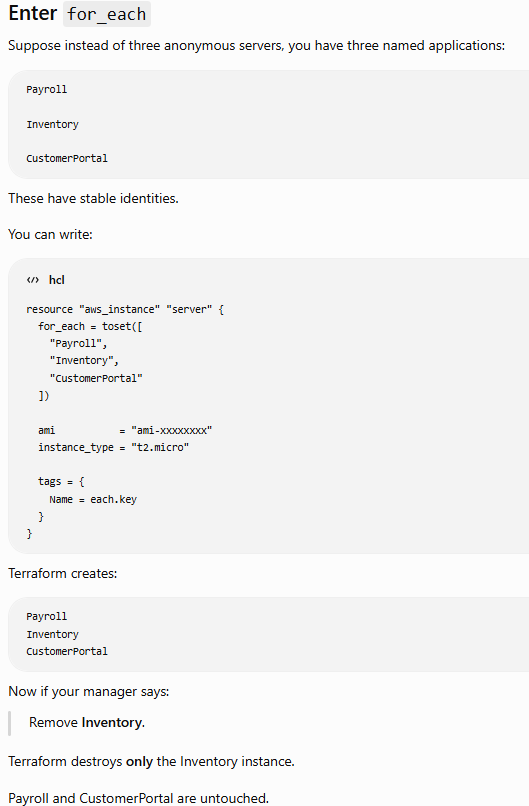 Enter for_each
Suppose instead of three anonymous servers, you have three named applications:
Payroll
Inventory
CustomerPortal
These have stable identities.
You can write:
</> hcl
resource "aws_instance" "server" {
  for_each = toset([
    "Payroll",
    "Inventory",
    "CustomerPortal"
  ])
  ami           = "ami-xxxxxxxx"
  instance_type = "t2.micro"
  tags = {
    Name = each.key
  }
}
Terraform creates:
Payroll
Inventory
CustomerPortal
Now if your manager says:
Remove Inventory.
Terraform destroys only the Inventory instance.
Payroll and CustomerPortal are untouched.